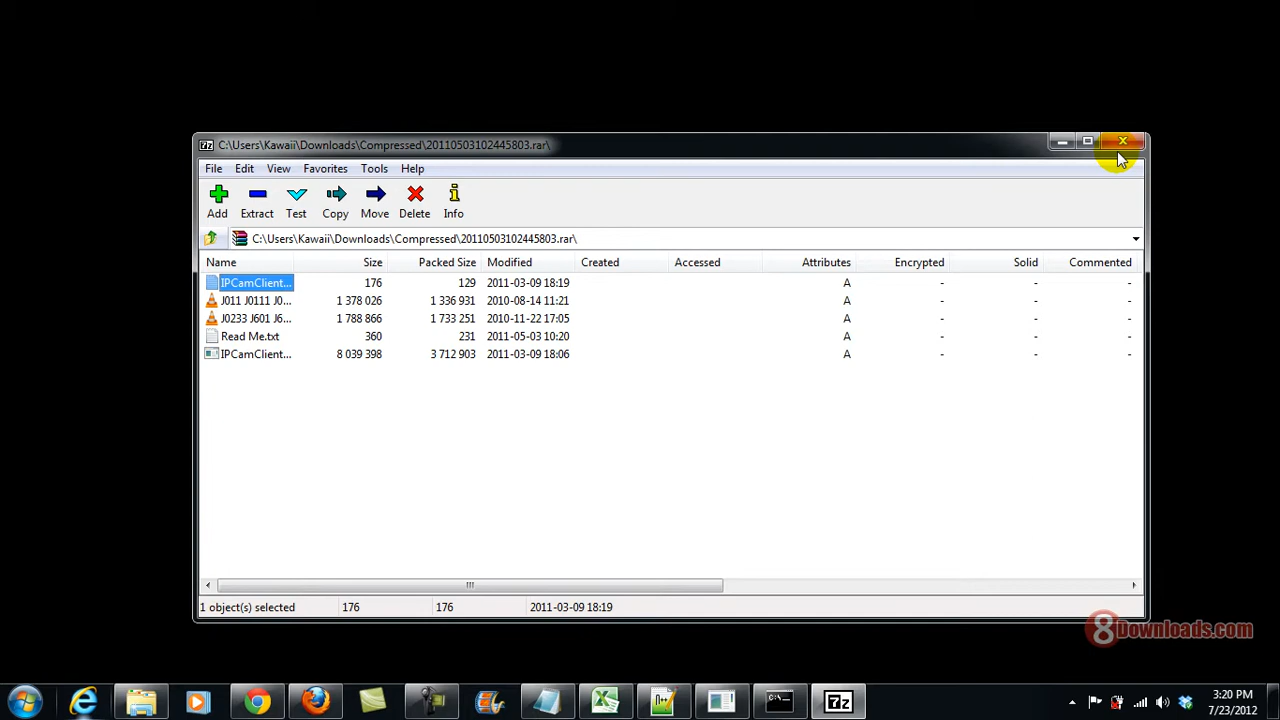 7z C:\Users\Kawaii\Downloads\Compressed\20110503102445803.rar\
File Edit View Favorites Tools Help
Add Extract Test Copy Move Delete Info
C:\Users\Kawaii\Downloads\Compressed\20110503102445803.rar\
Name Size Packed Size Modified Created Accessed Attributes Encrypted Solid Commented
IPCamClient... 176 129 2011-03-09 18:19 A - - -
J011 J0111 J0... 1 378 026 1 336 931 2010-08-14 11:21 A - - -
J0233 J601 J6... 1 788 866 1 733 251 2010-11-22 17:05 A - - -
Read Me.txt 360 231 2011-05-03 10:20 A - - -
IPCamClient... 8 039 398 3 712 903 2011-03-09 18:06 A - - -
1 object(s) selected 176 176 2011-03-09 18:19
8Downloads.com
C:\
7z
3:20 PM
7/23/2012